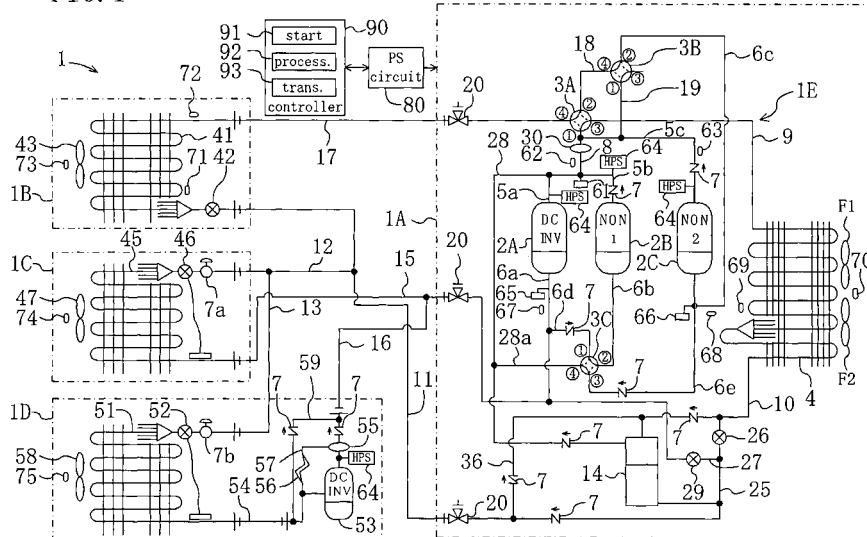 91
start
90
92
process.
PS circuit
93
trans.
controller
80
1
72
18
②
3B
④
③
①
6c
20
3A
②
④
③
①
19
1E
43
41
73
71
42
17
30
8
64
5c
63
62
HPS
9
28
5b
7
1B
1A
5a
61
HPS
64
7
HPS
64
F1
DC INV
NON 1
NON 2
45
46
12
15
20
2A
2B
2C
69
70
1C
6a
6b
47
7a
13
65
6d
7
66
68
74
67
3C
②
①
④
③
28a
7
6e
F2
16
11
10
4
59
1D
51
52
7
7
7
26
58
7b
57
55
36
7
14
27
75
56
HPS
64
DC INV
7
29
25
54
53
20
7